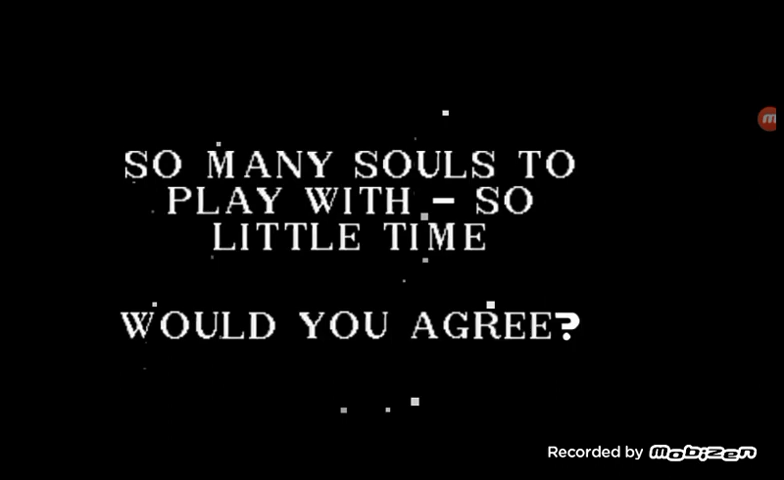 SO MANY SOULS TO
PLAY WITH – SO
LITTLE TIME
WOULD YOU AGREE?
Recorded by mobizen